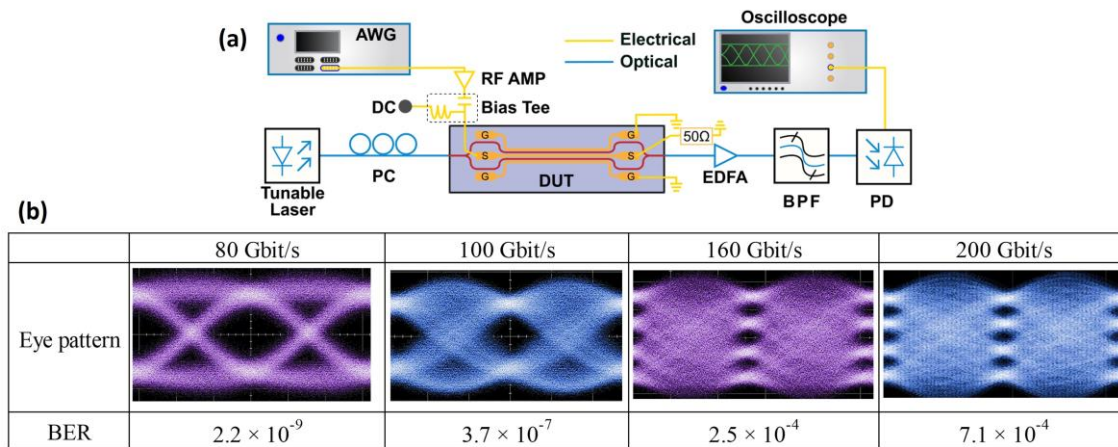 (a)
AWG
Electrical
Optical
Oscilloscope
RF AMP
DC
Bias Tee
50Ω
G
G
S
S
G
G
DUT
Tunable
Laser
PC
EDFA
BPF
PD
(b)
80 Gbit/s 100 Gbit/s 160 Gbit/s 200 Gbit/s
Eye pattern
BER 2.2 × 10⁻⁹ 3.7 × 10⁻⁷ 2.5 × 10⁻⁴ 7.1 × 10⁻⁴